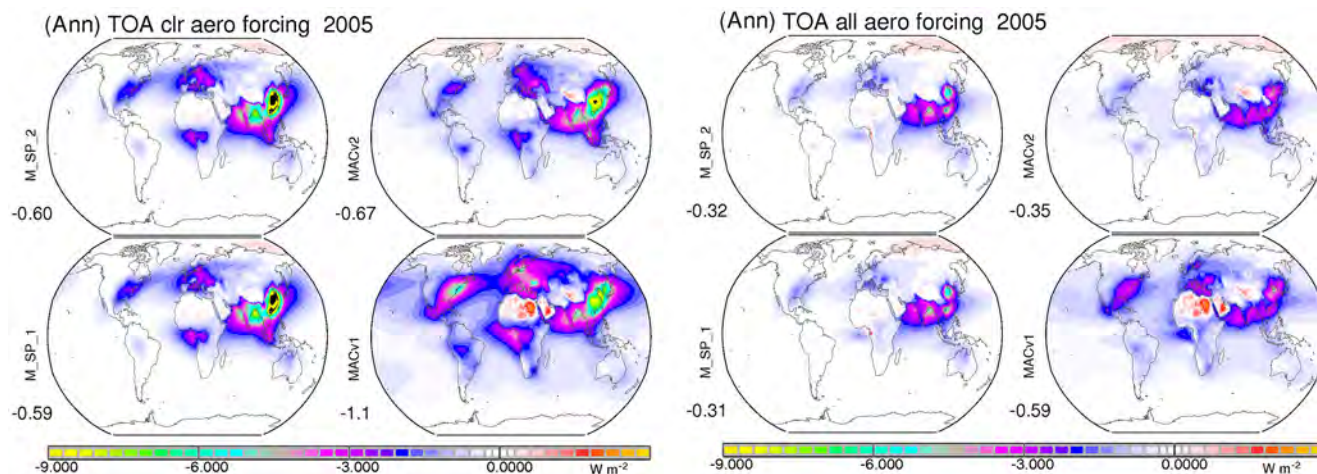 (Ann) TOA clr aero forcing 2005
M_SP_2
-0.60
MACv2
-0.67
M_SP_1
-0.59
MACv1
-1.1
-9.000 -6.000 -3.000 0.0000 W m-2
(Ann) TOA all aero forcing 2005
M_SP_2
-0.32
MACv2
-0.35
M_SP_1
-0.31
MACv1
-0.59
-9.000 -6.000 -3.000 0.0000 W m-2